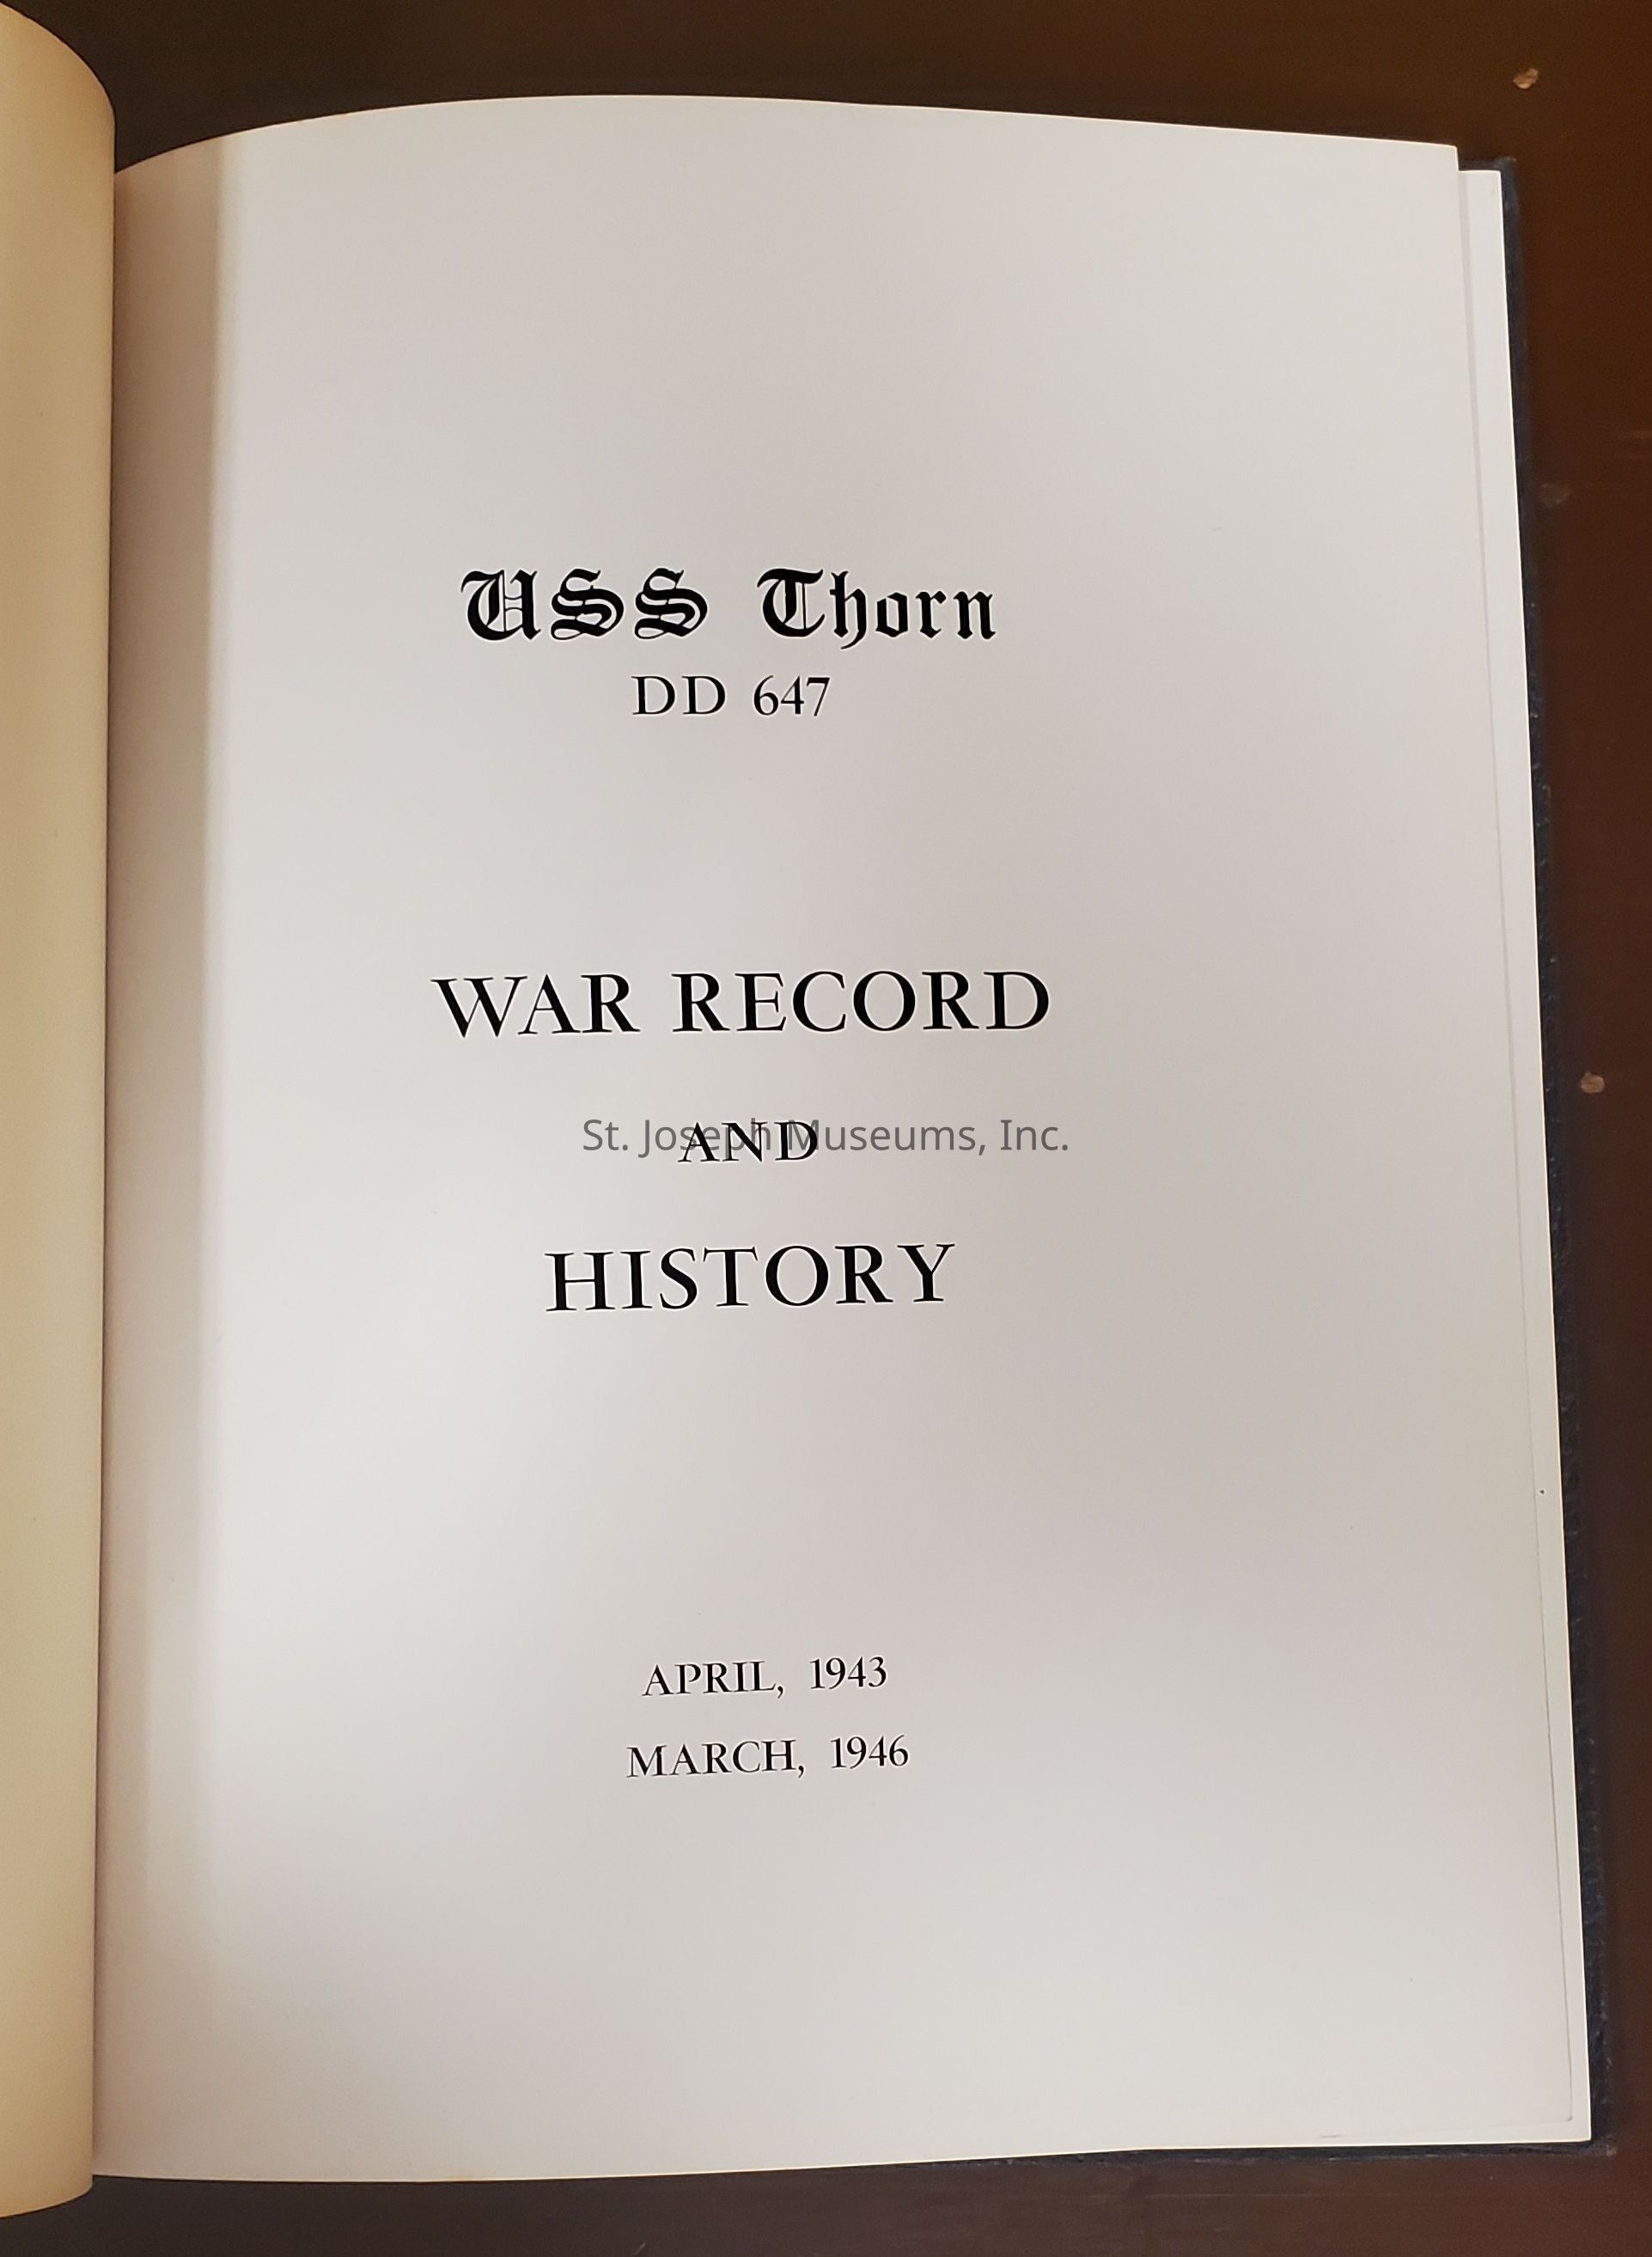 USS Thorn
DD 647
WAR RECORD
AND
St. Joseph Museums, Inc.
HISTORY
APRIL, 1943
MARCH, 1946